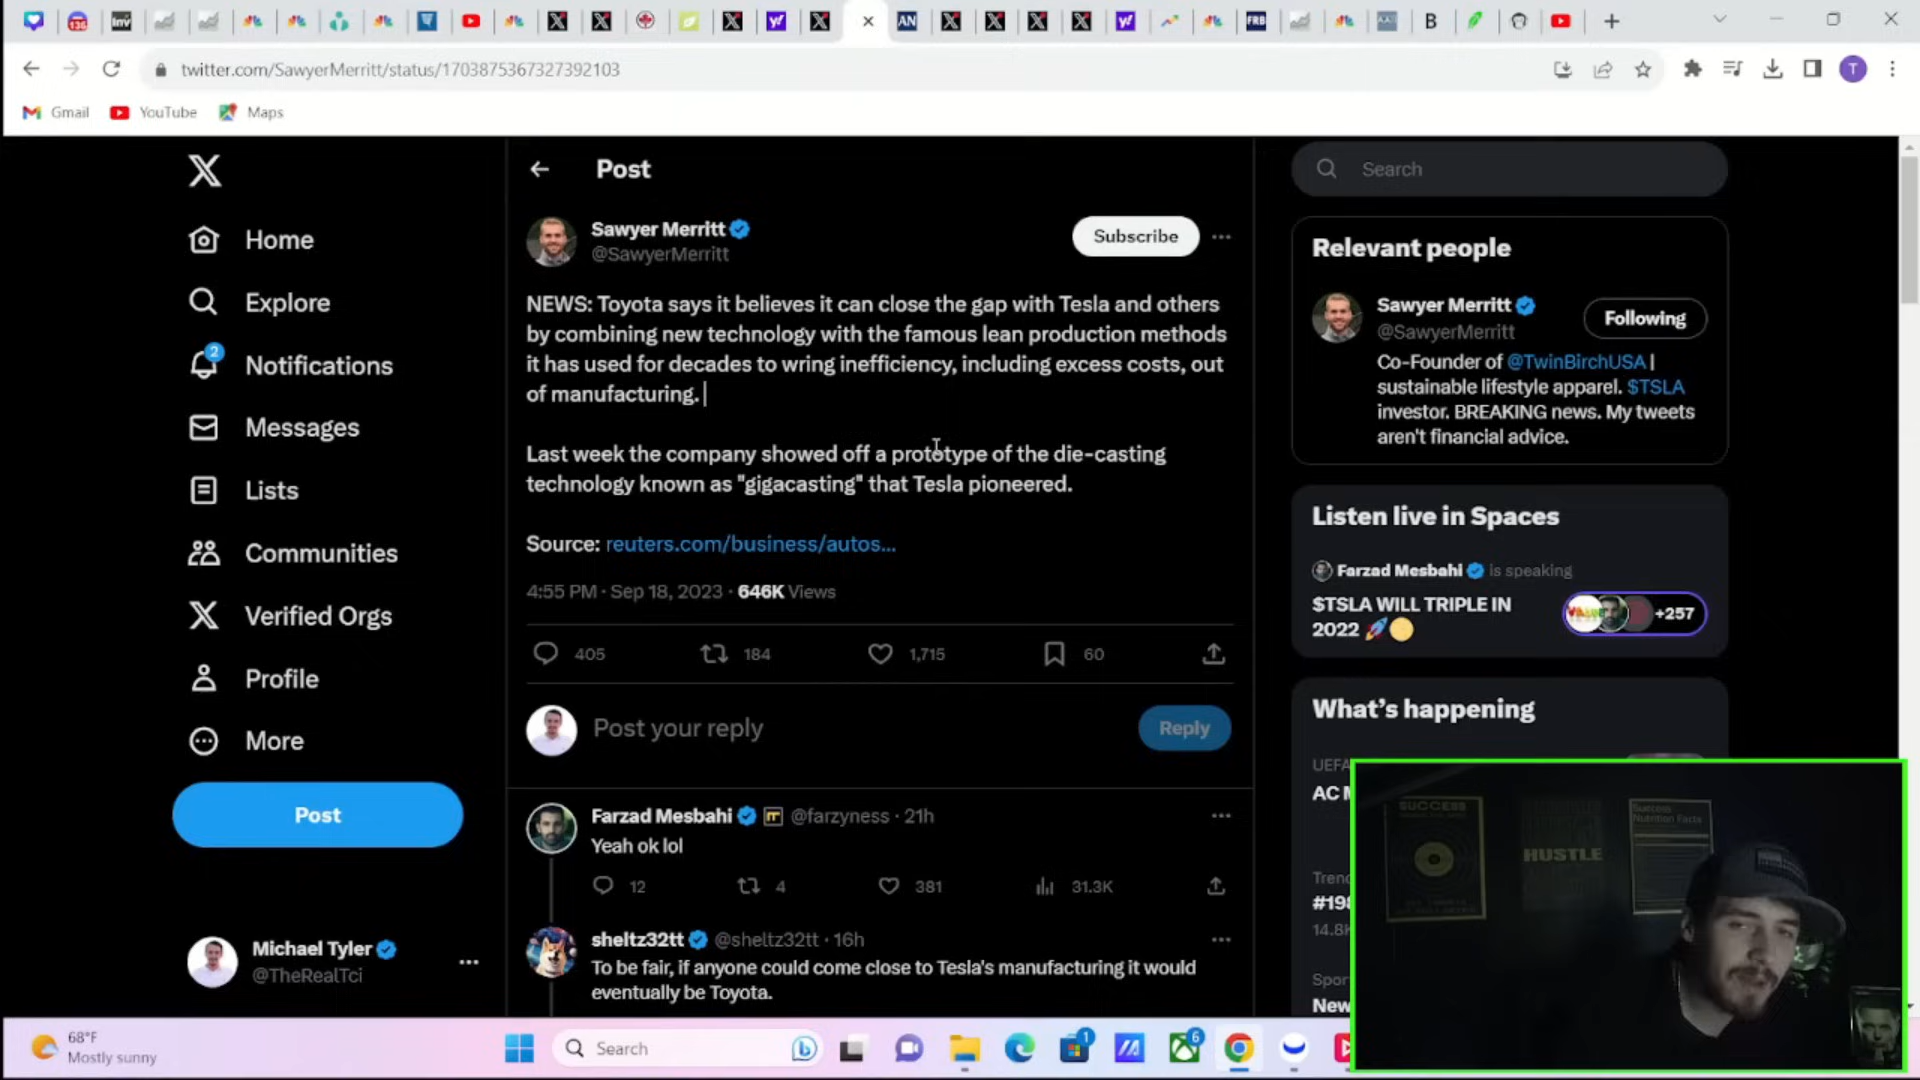 twitter.com/SawyerMerritt/status/1703875367327392103
Gmail
YouTube
Maps
Post
Search
Sawyer Merritt
@SawyerMerritt
Subscribe
NEWS: Toyota says it believes it can close the gap with Tesla and others
by combining new technology with the famous lean production methods
it has used for decades to wring inefficiency, including excess costs, out
of manufacturing.
Last week the company showed off a prototype of the die-casting
technology known as "gigacasting" that Tesla pioneered.
Source: reuters.com/business/autos...
4:55 PM · Sep 18, 2023 · 646K Views
405
184
1,715
60
Post your reply
Reply
Farzad Mesbahi @farzyness · 21h
Yeah ok lol
12
4
381
31.3K
sheltz32tt @sheltz32tt · 16h
To be fair, if anyone could come close to Tesla's manufacturing it would
eventually be Toyota.
Home
Explore
2
Notifications
Messages
Lists
Communities
Verified Orgs
Profile
More
Post
Michael Tyler
@TheRealTci
Relevant people
Sawyer Merritt
@SawyerMerritt
Following
Co-Founder of @TwinBirchUSA |
sustainable lifestyle apparel. $TSLA
investor. BREAKING news. My tweets
aren't financial advice.
Listen live in Spaces
Farzad Mesbahi is speaking
$TSLA WILL TRIPLE IN
2022
+257
What's happening
UEFA
AC M
Trend
#198
14.8K
Spor
New
SUCCESS
HUSTLE
Success
Nutrition Facts
68°F
Mostly sunny
Search
1
6